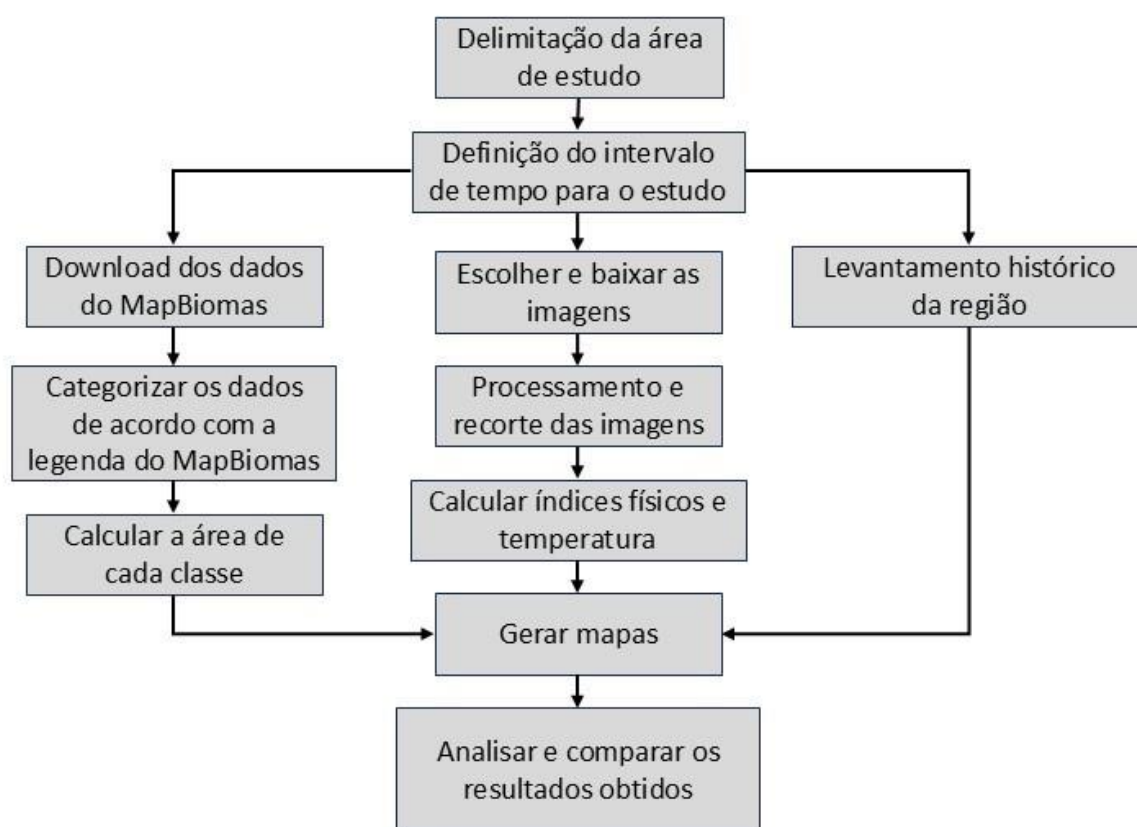 Delimitação da área
de estudo
Definição do intervalo
de tempo para o estudo
Download dos dados
do MapBiomas
Categorizar os dados
de acordo com a
legenda do MapBiomas
Calcular a área de
cada classe
Escolher e baixar as
imagens
Processamento e
recorte das imagens
Calcular índices físicos e
temperatura
Levantamento histórico
da região
Gerar mapas
Analisar e comparar os
resultados obtidos